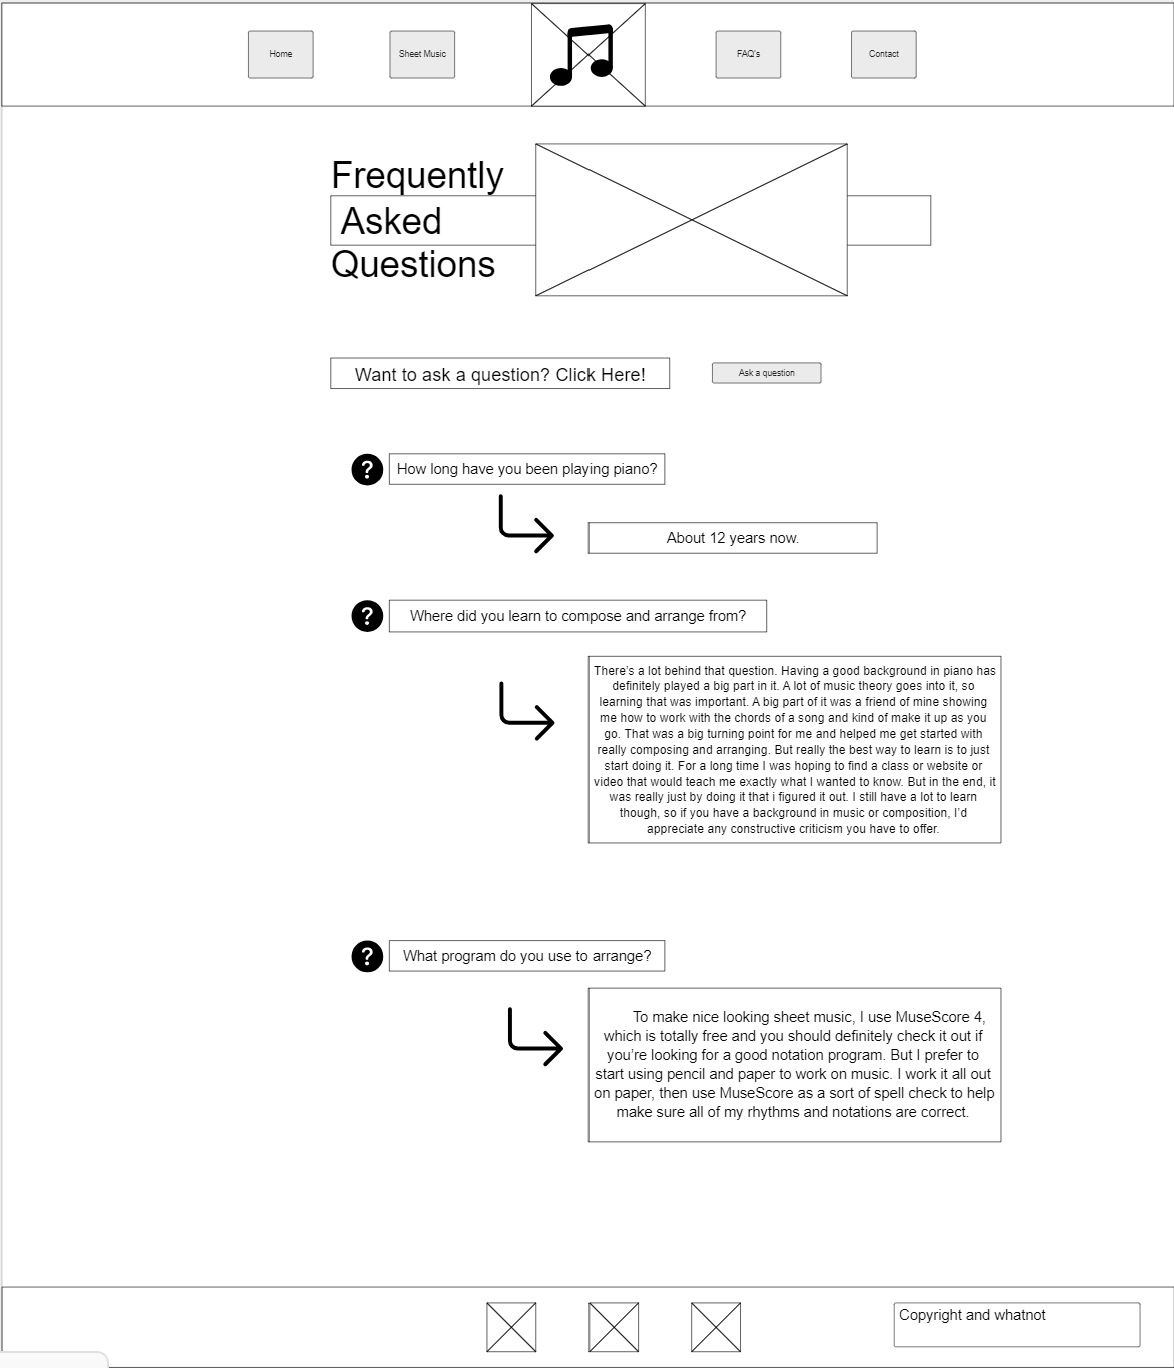 Home
Sheet Music
FAQ's
Contact
Frequently
Asked
Questions
Want to ask a question? Click Here!
Ask a question
?
How long have you been playing piano?
About 12 years now.
?
Where did you learn to compose and arrange from?
There's a lot behind that question. Having a good background in piano has
definitely played a big part in it. A lot of music theory goes into it, so
learning that was important. A big part of it was a friend of mine showing
me how to work with the chords of a song and kind of make it up as you
go. That was a big turning point for me and helped me get started with
really composing and arranging. But really the best way to learn is to just
start doing it. For a long time I was hoping to find a class or website or
video that would teach me exactly what I wanted to know. But in the end, it
was really just by doing it that i figured it out. I still have a lot to learn
though, so if you have a background in music or composition, I'd
appreciate any constructive criticism you have to offer.
?
What program do you use to arrange?
To make nice looking sheet music, I use MuseScore 4,
which is totally free and you should definitely check it out if
you're looking for a good notation program. But I prefer to
start using pencil and paper to work on music. I work it all out
on paper, then use MuseScore as a sort of spell check to help
make sure all of my rhythms and notations are correct.
Copyright and whatnot